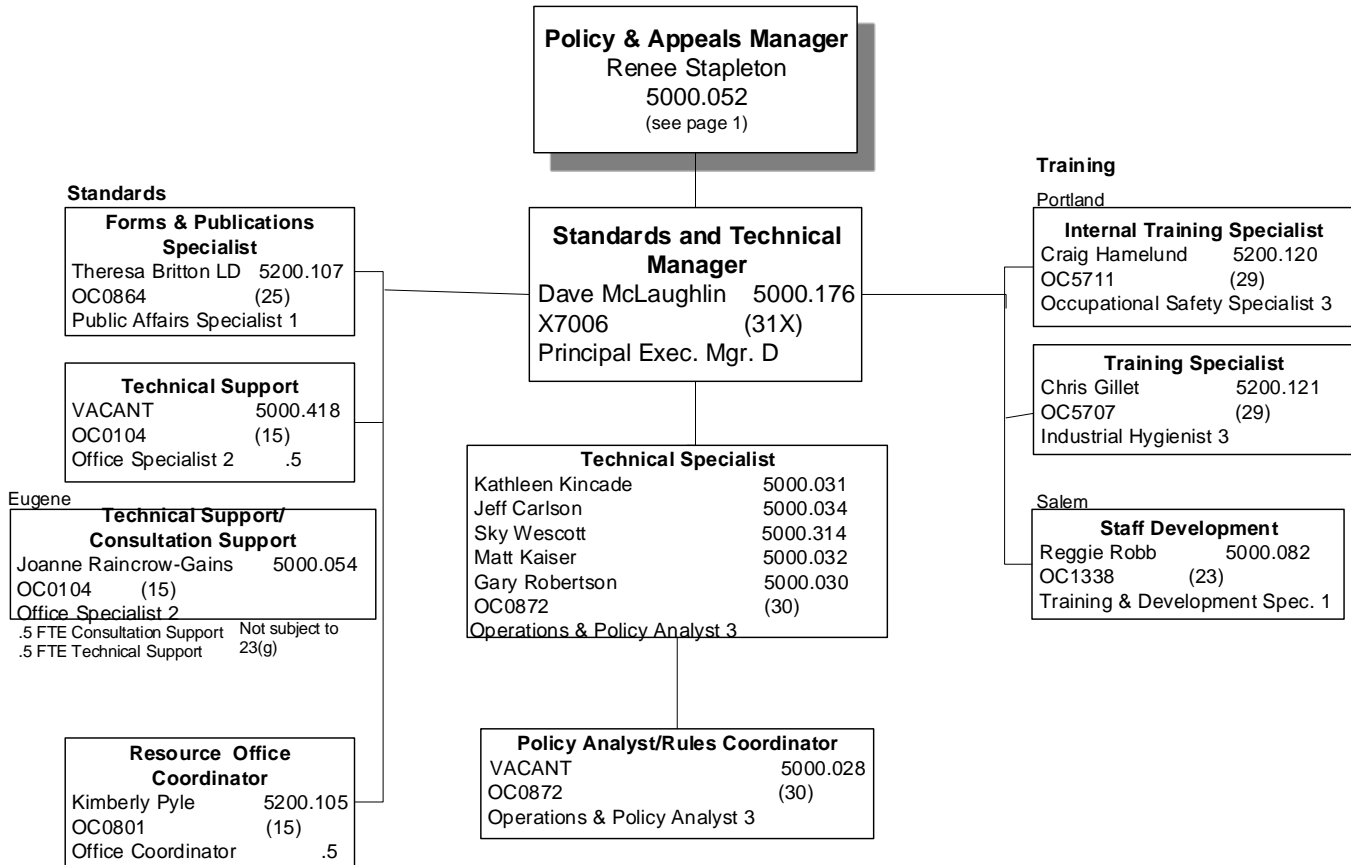 Policy & Appeals Manager
Renee Stapleton
5000.052
(see page 1)
Standards
Forms & Publications
Specialist
Theresa Britton LD 5200.107
OC0864 (25)
Public Affairs Specialist 1
Technical Support
VACANT 5000.418
OC0104 (15)
Office Specialist 2 .5
Eugene
Technical Support/
Consultation Support
Joanne Raincrow-Gains 5000.054
OC0104 (15)
Office Specialist 2
.5 FTE Consultation Support Not subject to
.5 FTE Technical Support 23(g)
Resource Office
Coordinator
Kimberly Pyle 5200.105
OC0801 (15)
Office Coordinator .5
Standards and Technical
Manager
Dave McLaughlin 5000.176
X7006 (31X)
Principal Exec. Mgr. D
Technical Specialist
Kathleen Kincade 5000.031
Jeff Carlson 5000.034
Sky Wescott 5000.314
Matt Kaiser 5000.032
Gary Robertson 5000.030
OC0872 (30)
Operations & Policy Analyst 3
Policy Analyst/Rules Coordinator
VACANT 5000.028
OC0872 (30)
Operations & Policy Analyst 3
Training
Portland
Internal Training Specialist
Craig Hamelund 5200.120
OC5711 (29)
Occupational Safety Specialist 3
Training Specialist
Chris Gillet 5200.121
OC5707 (29)
Industrial Hygienist 3
Salem
Staff Development
Reggie Robb 5000.082
OC1338 (23)
Training & Development Spec. 1